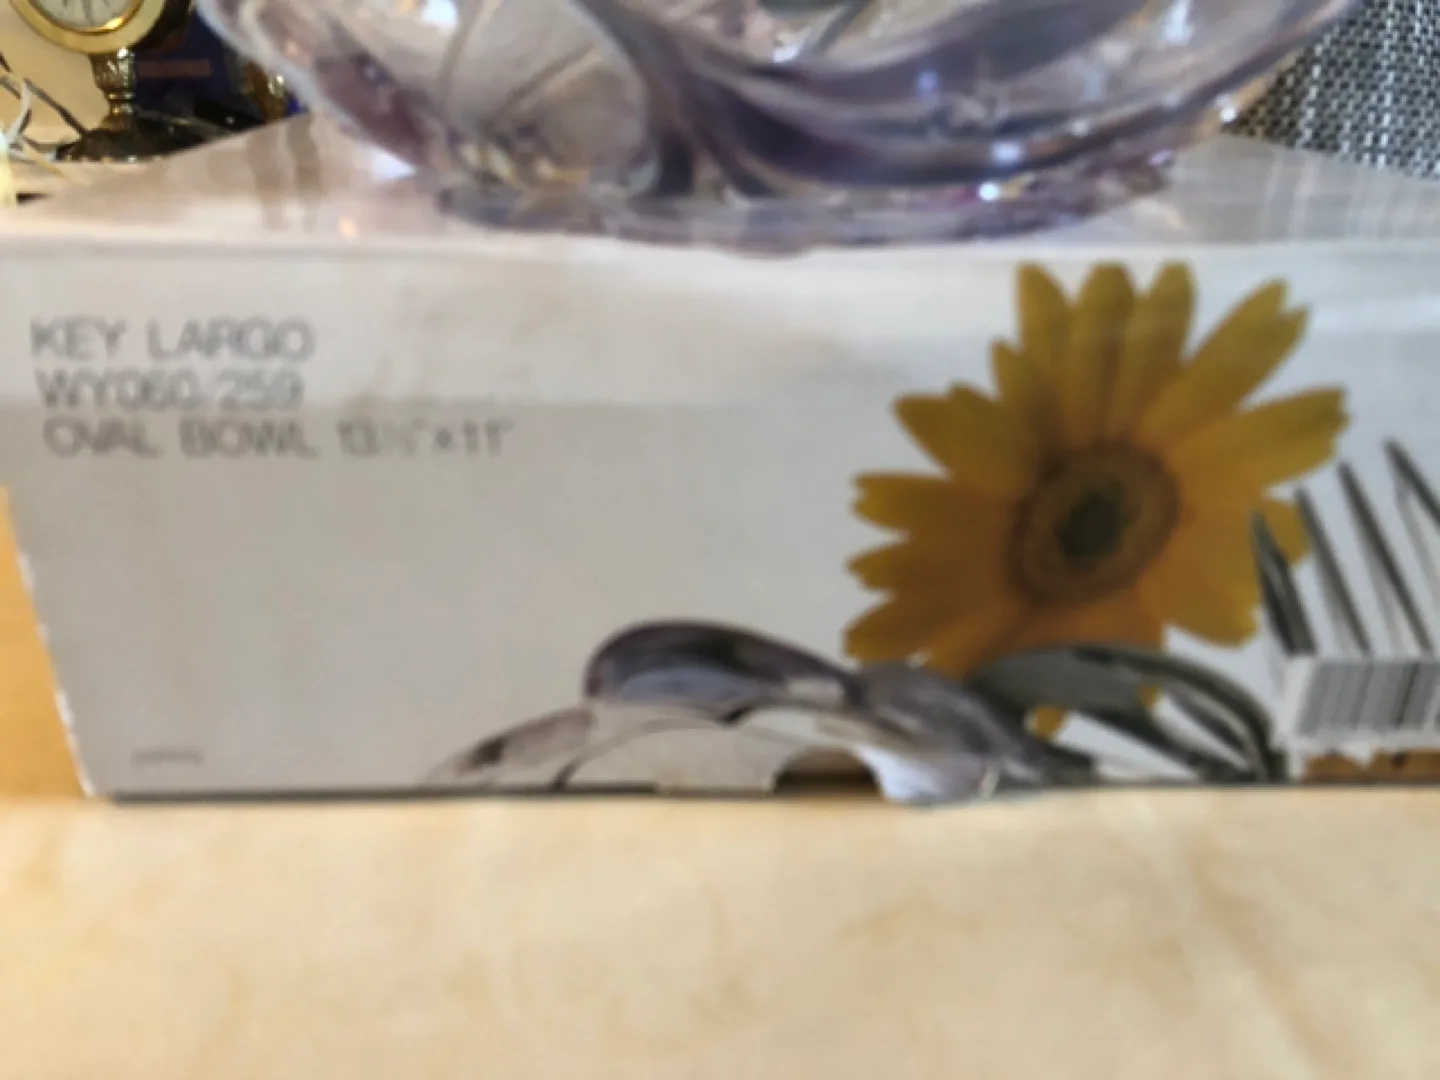 KEY LARGO
WY060/259
OVAL BOWL 13½"×11"